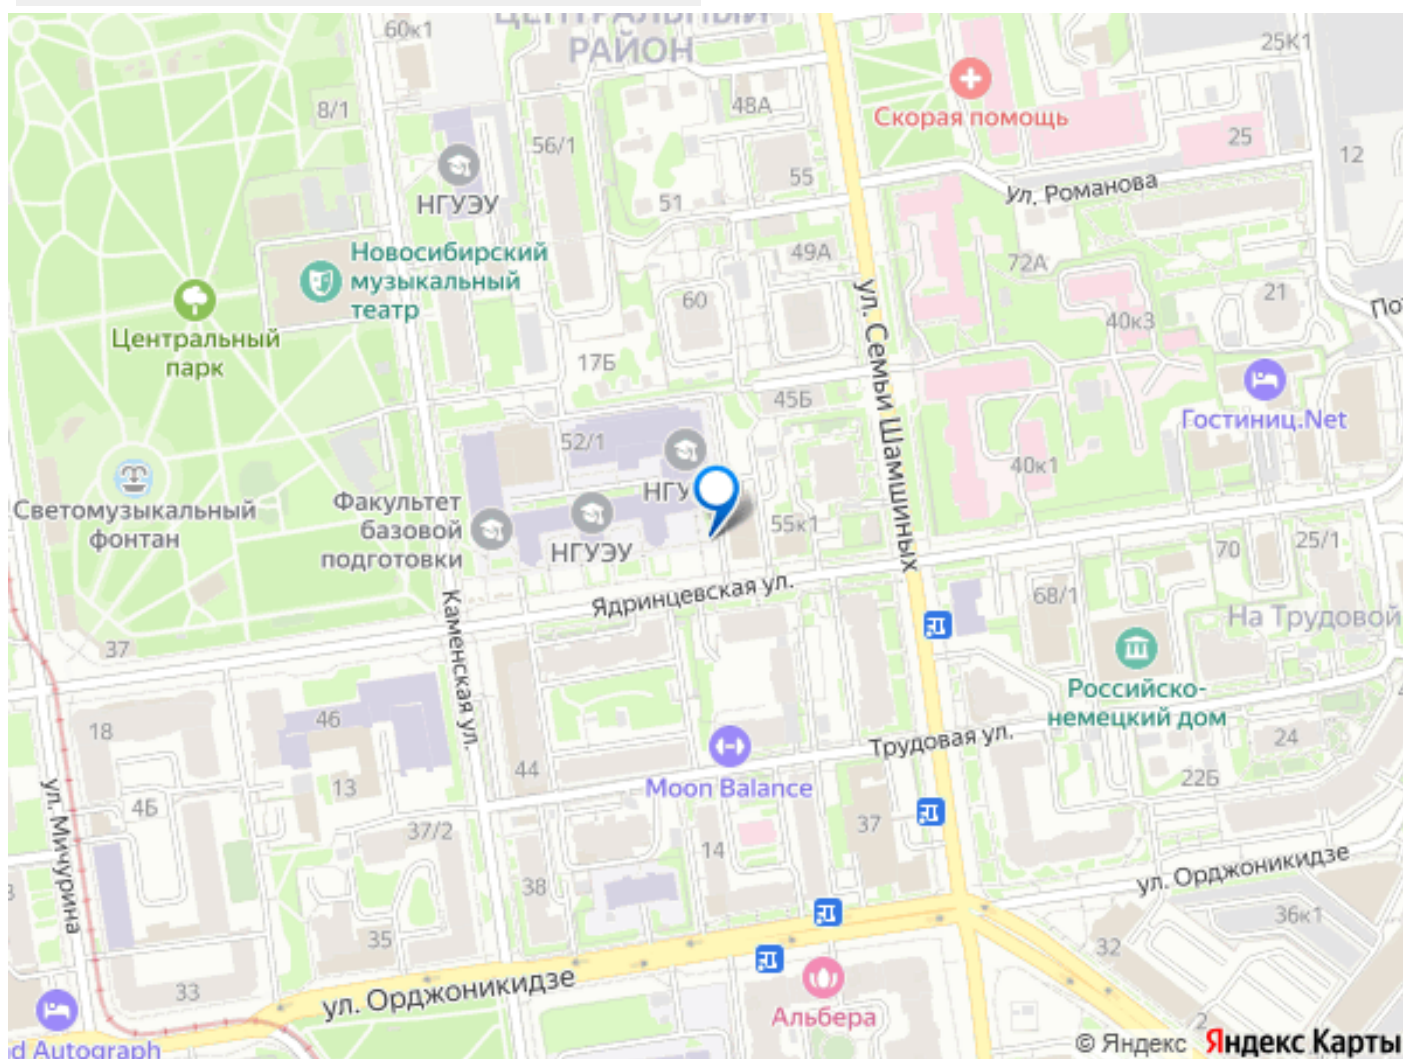 ЦЕНТРАЛЬНЫЙ
РАЙОН
60к1
25К1
8/1
48А
Скорая помощь
56/1
25
12
55
НГУЭУ
51
ул. Романова
Новосибирский
музыкальный
театр
49А
72А
60
21
40к3
Центральный
парк
17Б
45Б
Гостиниц.Net
ул. Семьи Шамшиных
52/1
40к1
НГУ
Светомузыкальный
фонтан
Факультет
базовой
подготовки
55к1
НГУЭУ
70
25/1
Ядринцевская ул.
68/1
На Трудовой
37
Каменская ул.
Российско-
немецкий дом
18
46
Трудовая ул.
24
44
Moon Balance
22Б
13
4Б
ул. Мичурина
37/2
37
14
ул. Орджоникидзе
38
36к1
35
32
33
ул. Орджоникидзе
Альбера
2
d Autograph
© Яндекс Яндекс Карты